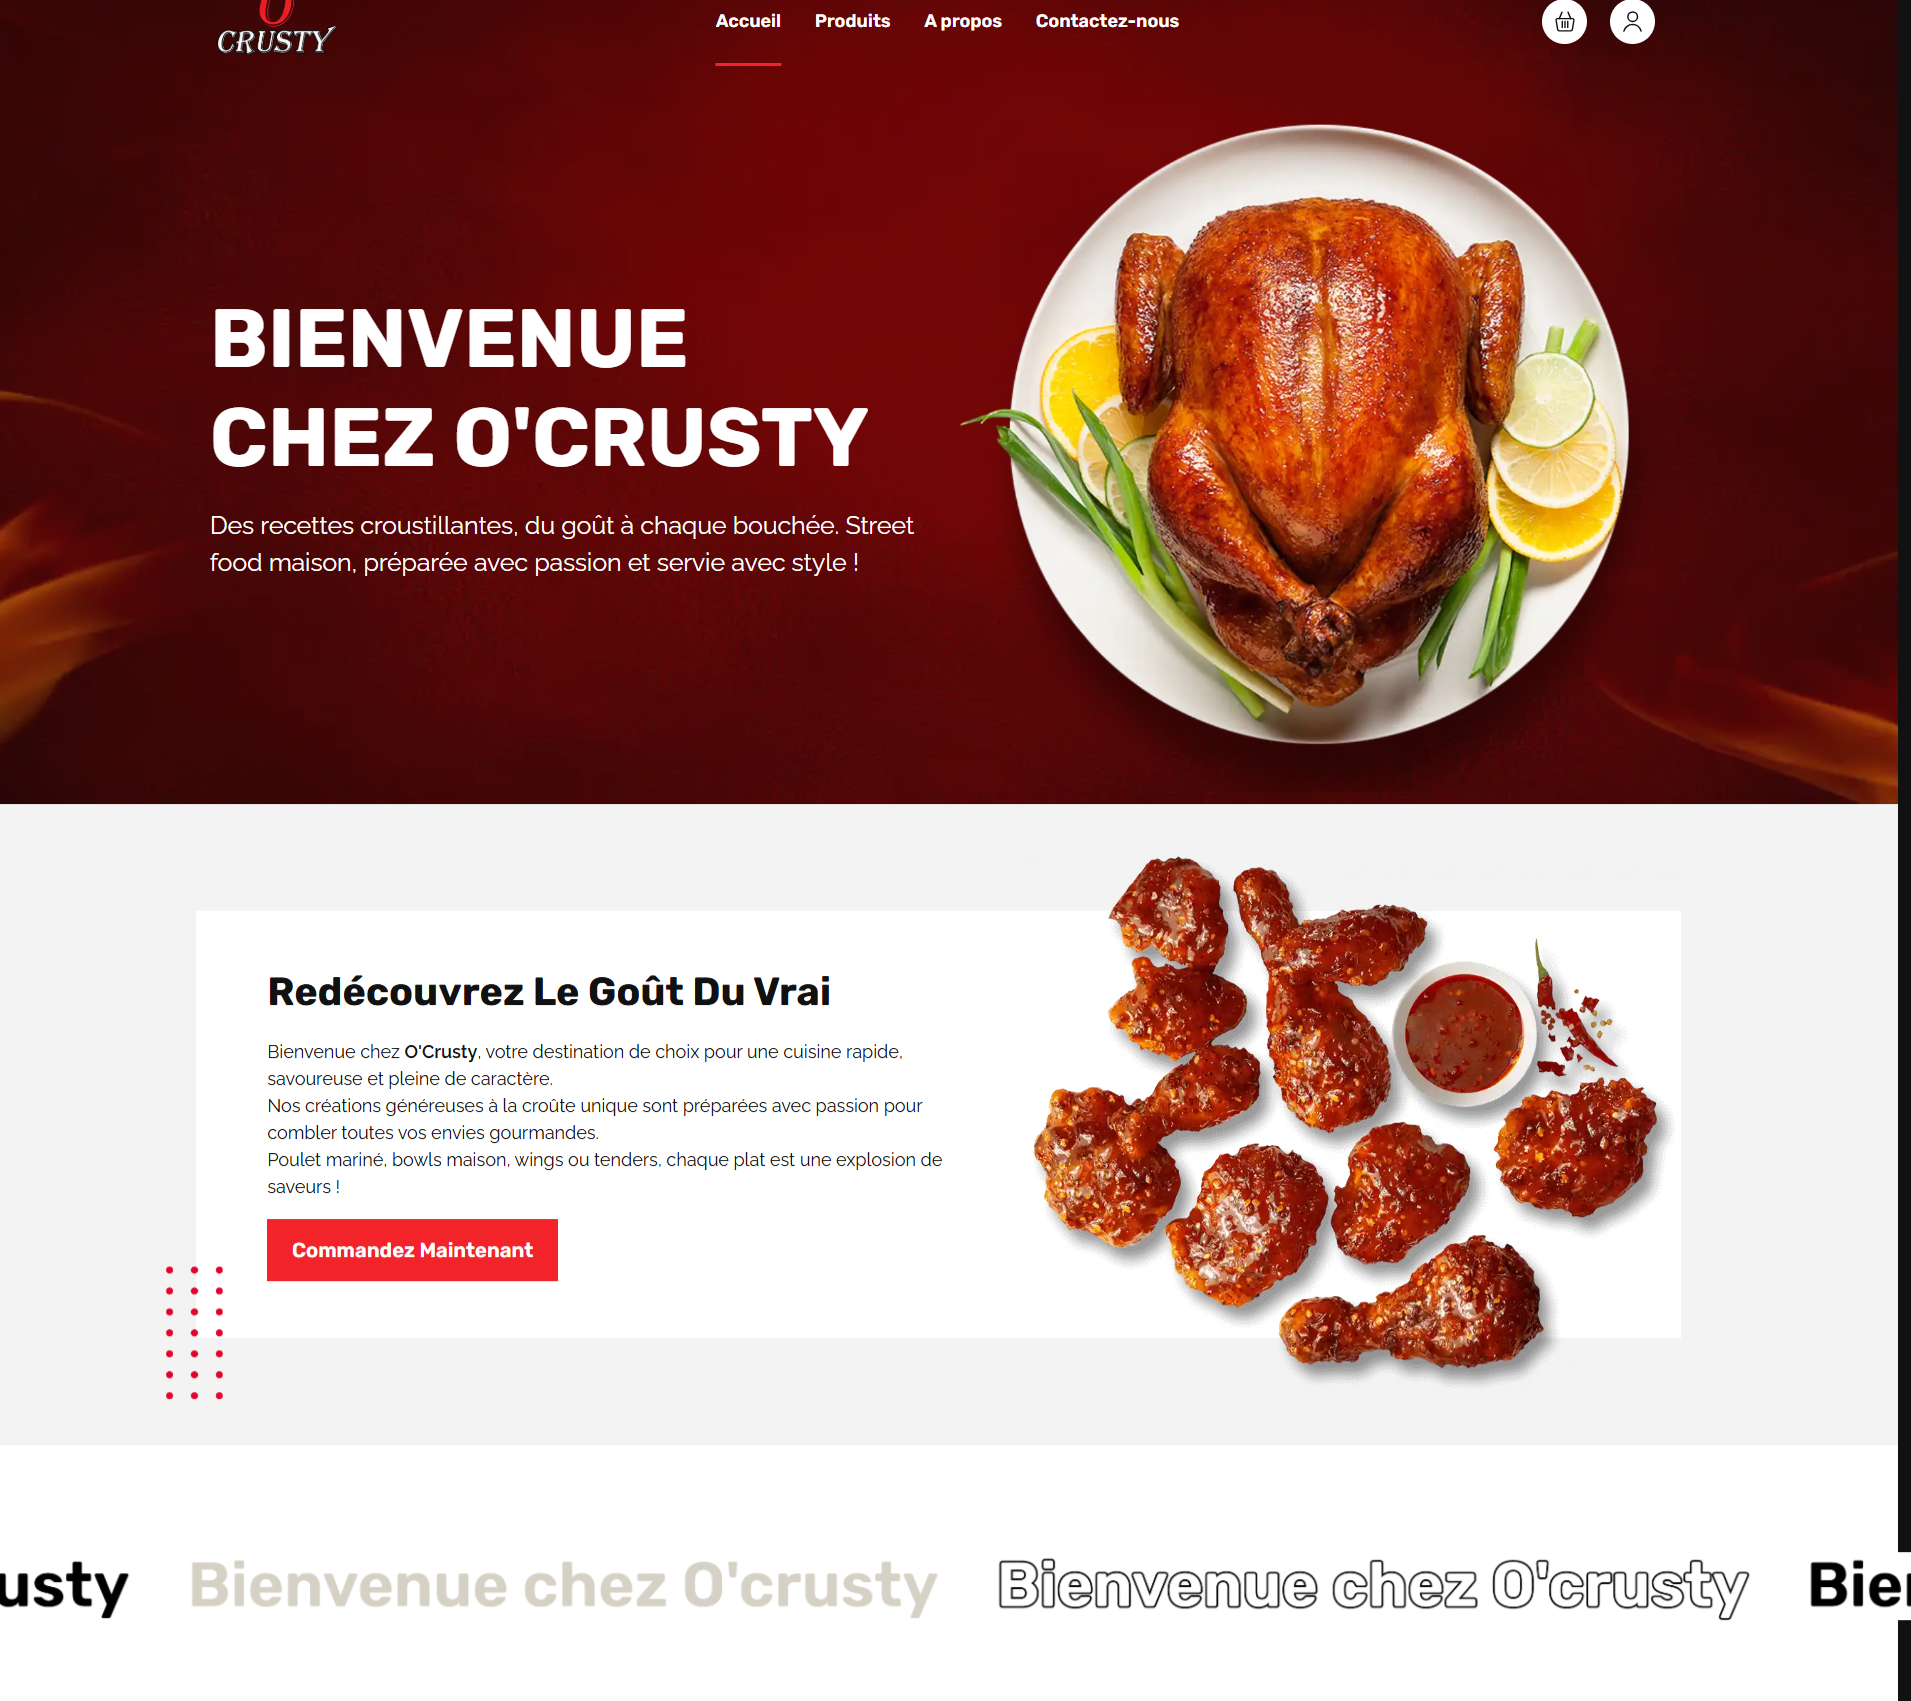 O
CRUSTY
Accueil
Produits
A propos
Contactez-nous
BIENVENUE
CHEZ O'CRUSTY
Des recettes croustillantes, du goût à chaque bouchée. Street
food maison, préparée avec passion et servie avec style !
Redécouvrez Le Goût Du Vrai
Bienvenue chez O'Crusty, votre destination de choix pour une cuisine rapide,
savoureuse et pleine de caractère.
Nos créations généreuses à la croûte unique sont préparées avec passion pour
combler toutes vos envies gourmandes.
Poulet mariné, bowls maison, wings ou tenders, chaque plat est une explosion de
saveurs !
Commandez Maintenant
usty Bienvenue chez O'crusty Bienvenue chez O'crusty Bie